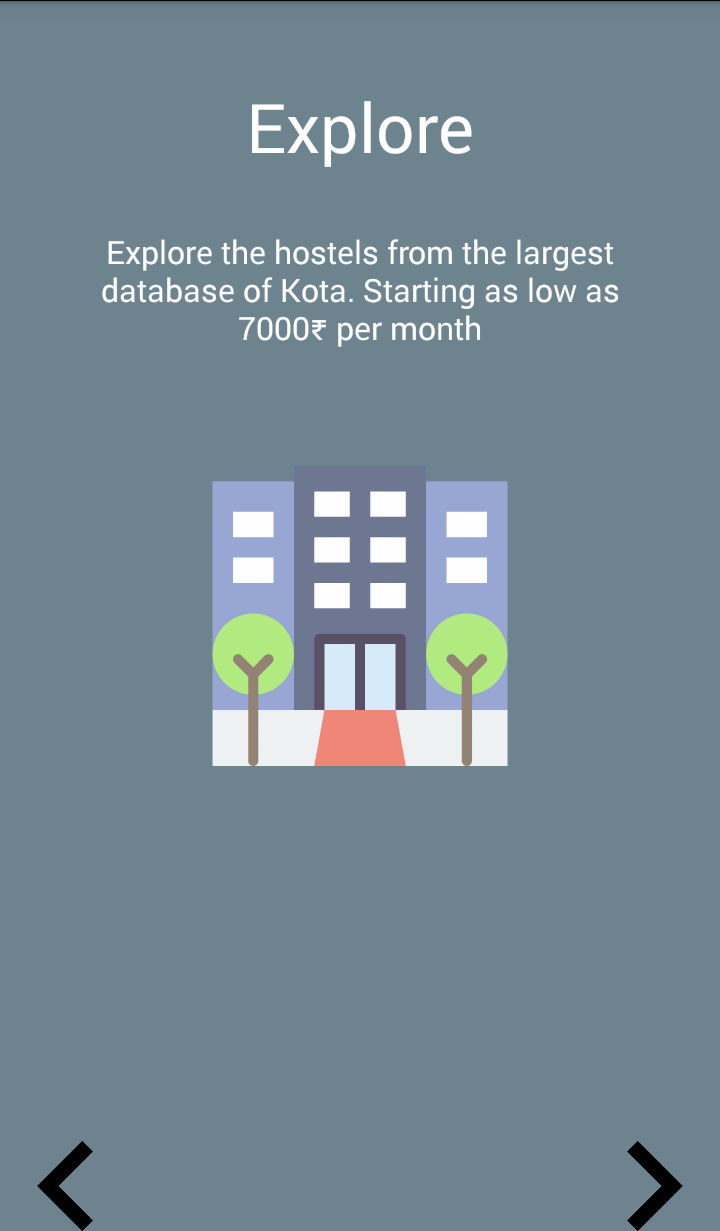 Explore
Explore the hostels from the largest
database of Kota. Starting as low as
7000₹ per month